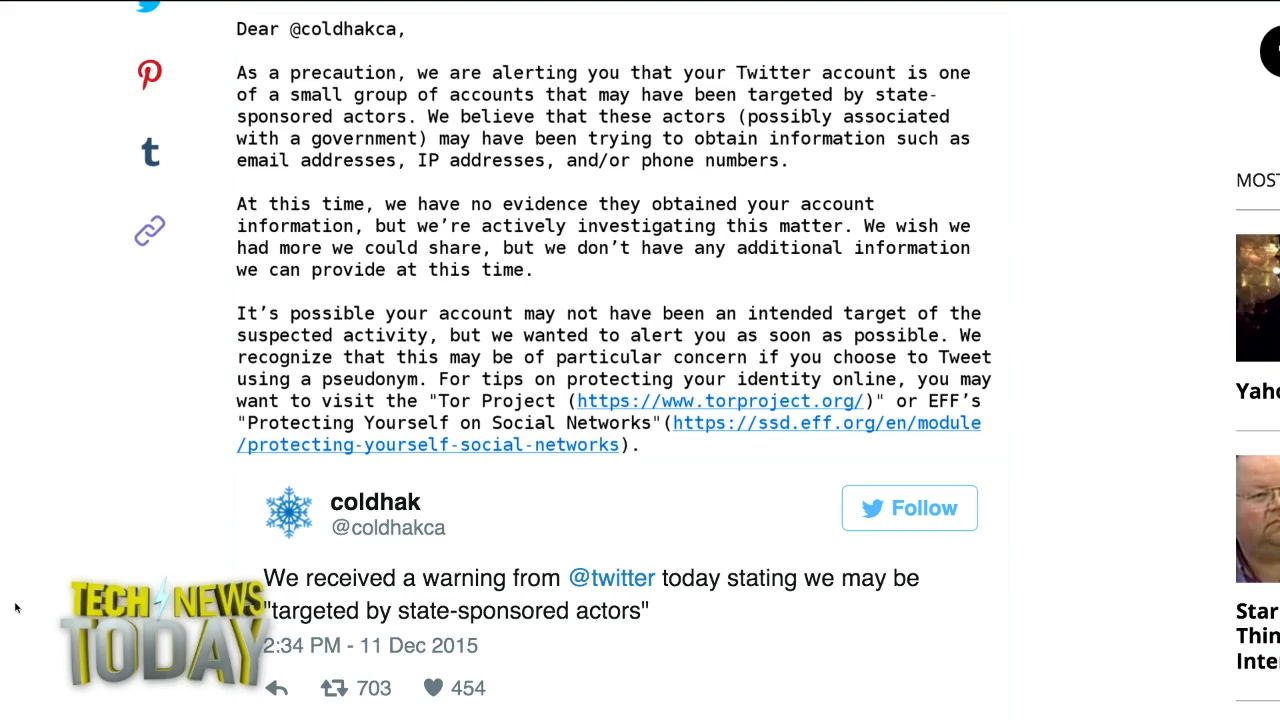 Dear @coldhakca,
As a precaution, we are alerting you that your Twitter account is one
of a small group of accounts that may have been targeted by state-
sponsored actors. We believe that these actors (possibly associated
with a government) may have been trying to obtain information such as
email addresses, IP addresses, and/or phone numbers.
At this time, we have no evidence they obtained your account
information, but we’re actively investigating this matter. We wish we
had more we could share, but we don’t have any additional information
we can provide at this time.
It’s possible your account may not have been an intended target of the
suspected activity, but we wanted to alert you as soon as possible. We
recognize that this may be of particular concern if you choose to Tweet
using a pseudonym. For tips on protecting your identity online, you may
want to visit the "Tor Project (https://www.torproject.org/)" or EFF’s
"Protecting Yourself on Social Networks"(https://ssd.eff.org/en/module
/protecting-yourself-social-networks).
coldhak
@coldhakca
Follow
We received a warning from @twitter today stating we may be
"targeted by state-sponsored actors"
2:34 PM - 11 Dec 2015
703 454
TECH NEWS
TODAY
MOST
Yaho
Star
Thin
Inte